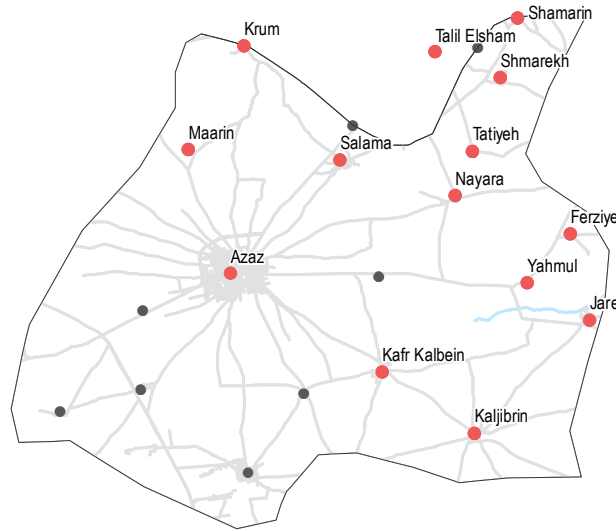 Shamarin
Krum
Talil Elsham
Shmarekh
Maarin
Salama
Tatiyeh
Nayara
Ferziye
Azaz
Yahmul
Jare
Kafr Kalbein
Kaljibrin